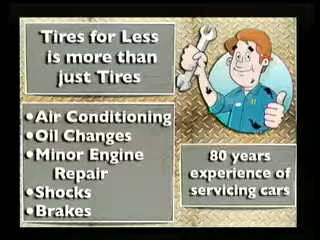 Tires for Less
is more than
just Tires
•Air Conditioning
•Oil Changes
•Minor Engine
Repair
•Shocks
•Brakes
80 years
experience of
servicing cars